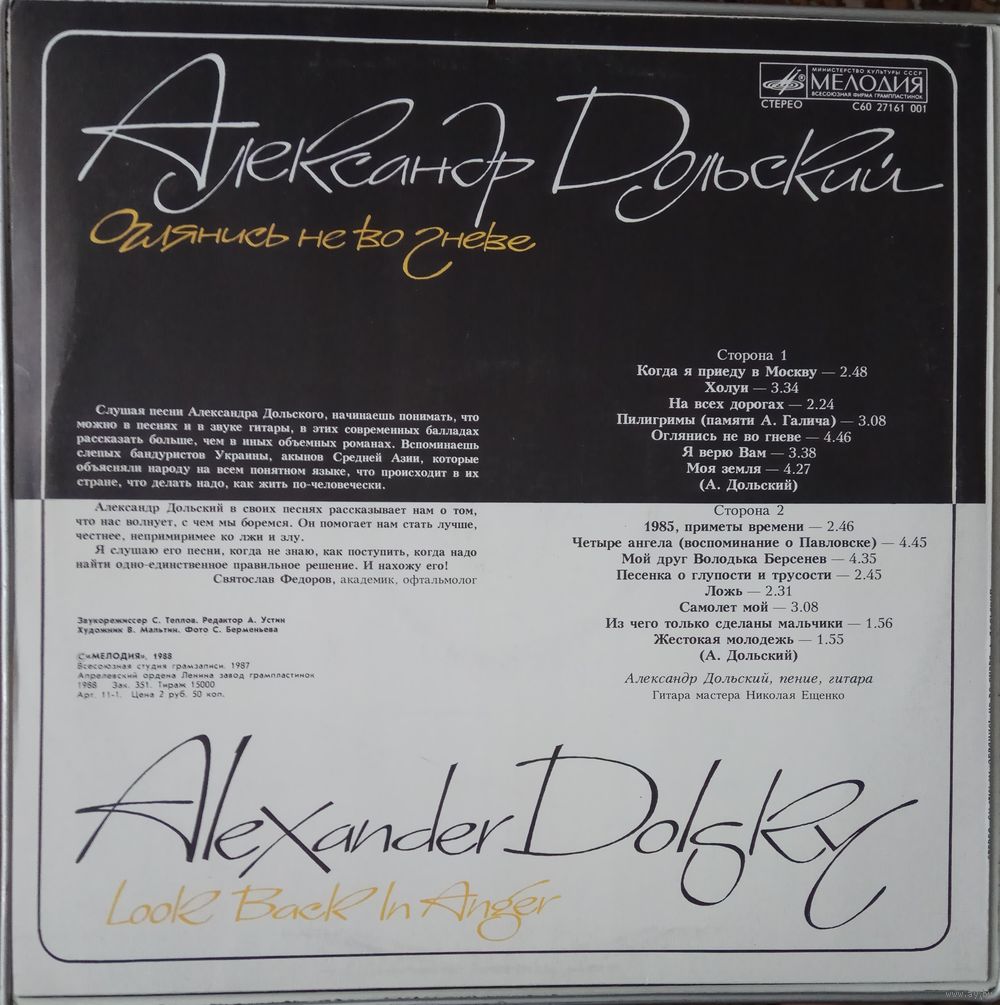 Александр Дольский
Оглянись не во гневе
МИНИСТЕРСТВО КУЛЬТУРЫ СССР
МЕЛОДИЯ
ВСЕСОЮЗНАЯ ФИРМА ГРАМПЛАСТИНОК
СТЕРЕО
С60 27161 001
Сторона 1
Когда я приеду в Москву — 2.48
Холуи — 3.34
На всех дорогах — 2.24
Пилигримы (памяти А. Галича) — 3.08
Оглянись не во гневе — 4.46
Я верю Вам — 3.38
Моя земля — 4.27
(А. Дольский)
Слушая песни Александра Дольского, начинаешь понимать, что
можно в песнях и в звуке гитары, в этих современных балладах
рассказать больше, чем в иных объемных романах. Вспоминаешь
слепых бандуристов Украины, акынов Средней Азии, которые
объясняли народу на всем понятном языке, что происходит в их
стране, что делать надо, как жить по-человечески.
Александр Дольский в своих песнях рассказывает нам о том,
что нас волнует, с чем мы боремся. Он помогает нам стать лучше,
честнее, непримиримее ко лжи и злу.
Я слушаю его песни, когда не знаю, как поступить, когда надо
найти одно-единственное правильное решение. И нахожу его!
Святослав Федоров, академик, офтальмолог
Сторона 2
1985, приметы времени — 2.46
Четыре ангела (воспоминание о Павловске) — 4.45
Мой друг Володька Берсенев — 4.35
Песенка о глупости и трусости — 2.45
Ложь — 2.31
Самолет мой — 3.08
Из чего только сделаны мальчики — 1.56
Жестокая молодежь — 1.55
(А. Дольский)
Александр Дольский, пение, гитара
Гитара мастера Николая Ещенко
Звукорежиссер С. Теплов. Редактор А. Устин
Художник В. Мальтин. Фото С. Берменьева
С«МЕЛОДИЯ», 1988
Всесоюзная студия грамзаписи, 1987
Апрелевский ордена Ленина завод грампластинок
1988 Зак. 351. Тираж 15000
Арт. 11-1. Цена 2 руб. 50 коп.
Alexander Dolsky
Look Back In Anger